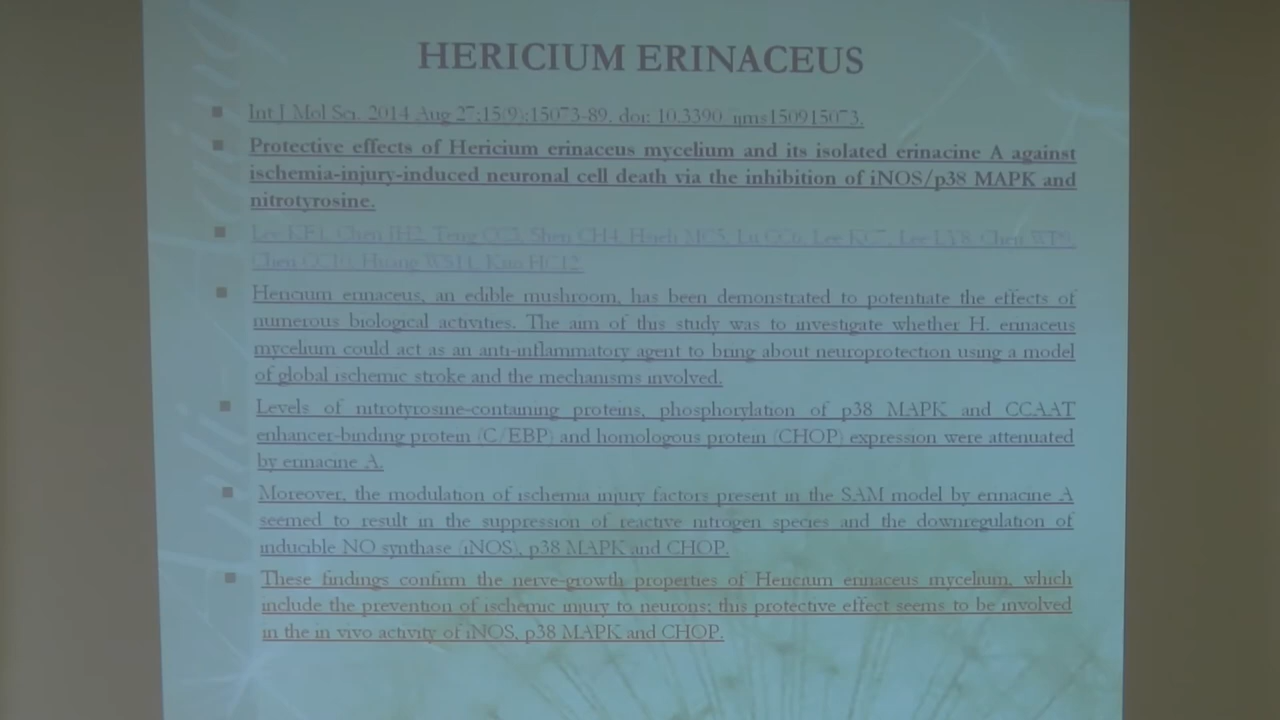 HERICIUM ERINACEUS
Int J Mol Sci. 2014 Aug 27;15(9):15073-89. doi: 10.3390/ijms150915073.
Protective effects of Hericium erinaceus mycelium and its isolated erinacine A against
ischemia-injury-induced neuronal cell death via the inhibition of iNOS/p38 MAPK and
nitrotyrosine.
Lee KF1, Chen JH2, Teng CC3, Shen CH4, Hsieh MC5, Lu CC6, Lee KC7, Lee LY8, Chen WP9,
Chen CC10, Huang WS11, Kuo HC12.
Hericium erinaceus, an edible mushroom, has been demonstrated to potentiate the effects of
numerous biological activities. The aim of this study was to investigate whether H. erinaceus
mycelium could act as an anti-inflammatory agent to bring about neuroprotection using a model
of global ischemic stroke and the mechanisms involved.
Levels of nitrotyrosine-containing proteins, phosphorylation of p38 MAPK and CCAAT
enhancer-binding protein (C/EBP) and homologous protein (CHOP) expression were attenuated
by erinacine A.
Moreover, the modulation of ischemia injury factors present in the SAM model by erinacine A
seemed to result in the suppression of reactive nitrogen species and the downregulation of
inducible NO synthase (iNOS), p38 MAPK and CHOP.
These findings confirm the nerve-growth properties of Hericium erinaceus mycelium, which
include the prevention of ischemic injury to neurons; this protective effect seems to be involved
in the in vivo activity of iNOS, p38 MAPK and CHOP.